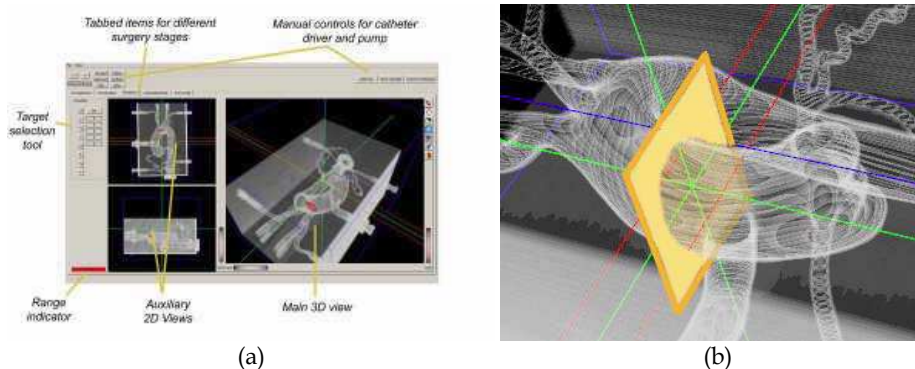 Tabbed items for different
surgery stages
Manual controls for catheter
driver and pump
Target
selection
tool
Range
indicator
Auxiliary
2D Views
Main 3D view
(a)
(b)